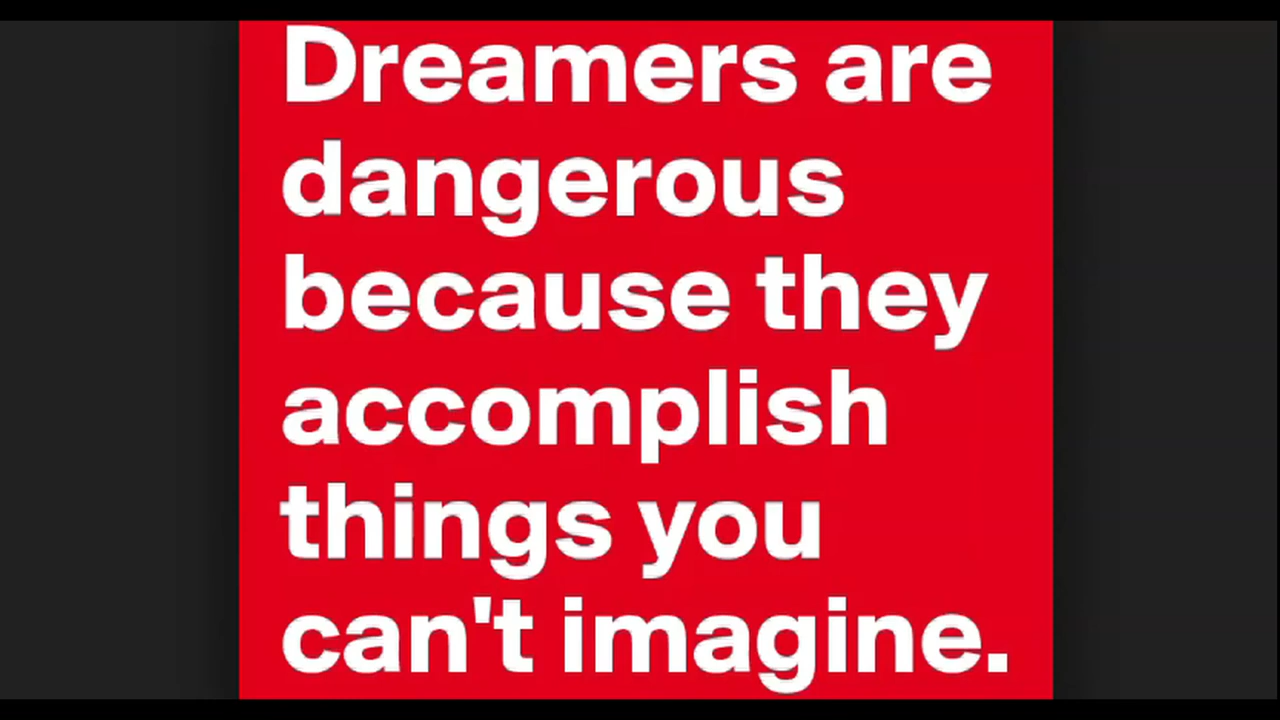 Dreamers are
dangerous
because they
accomplish
things you
can't imagine.